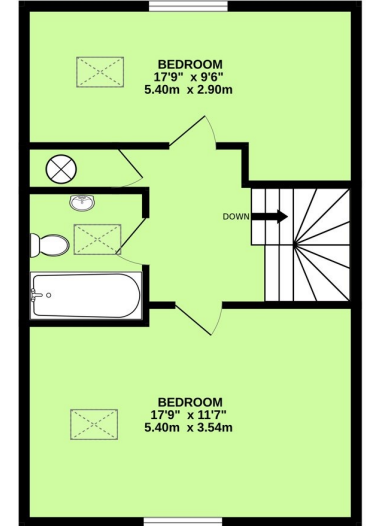 BEDROOM
17'9" x 9'6"
5.40m x 2.90m
DOWN
BEDROOM
17'9" x 11'7"
5.40m x 3.54m